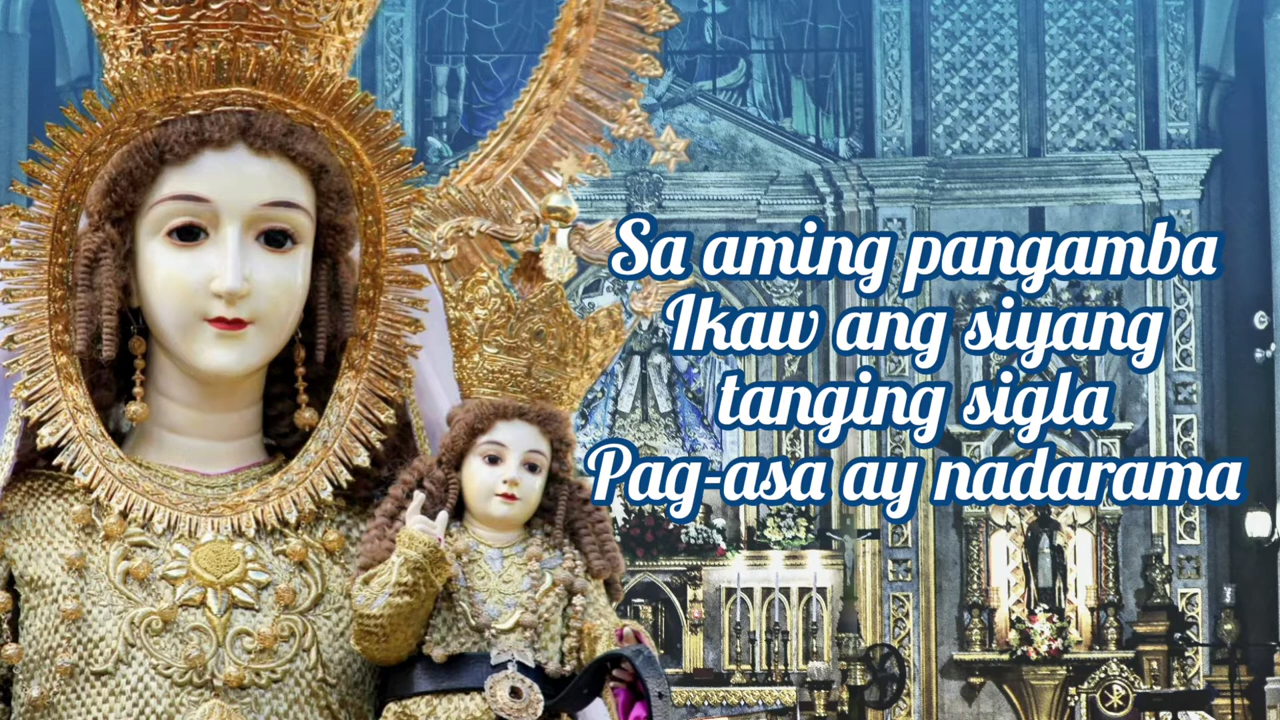 Sa aming pangamba
Ikaw ang siyang
tanging sigla
Pag-asa ay nadarama